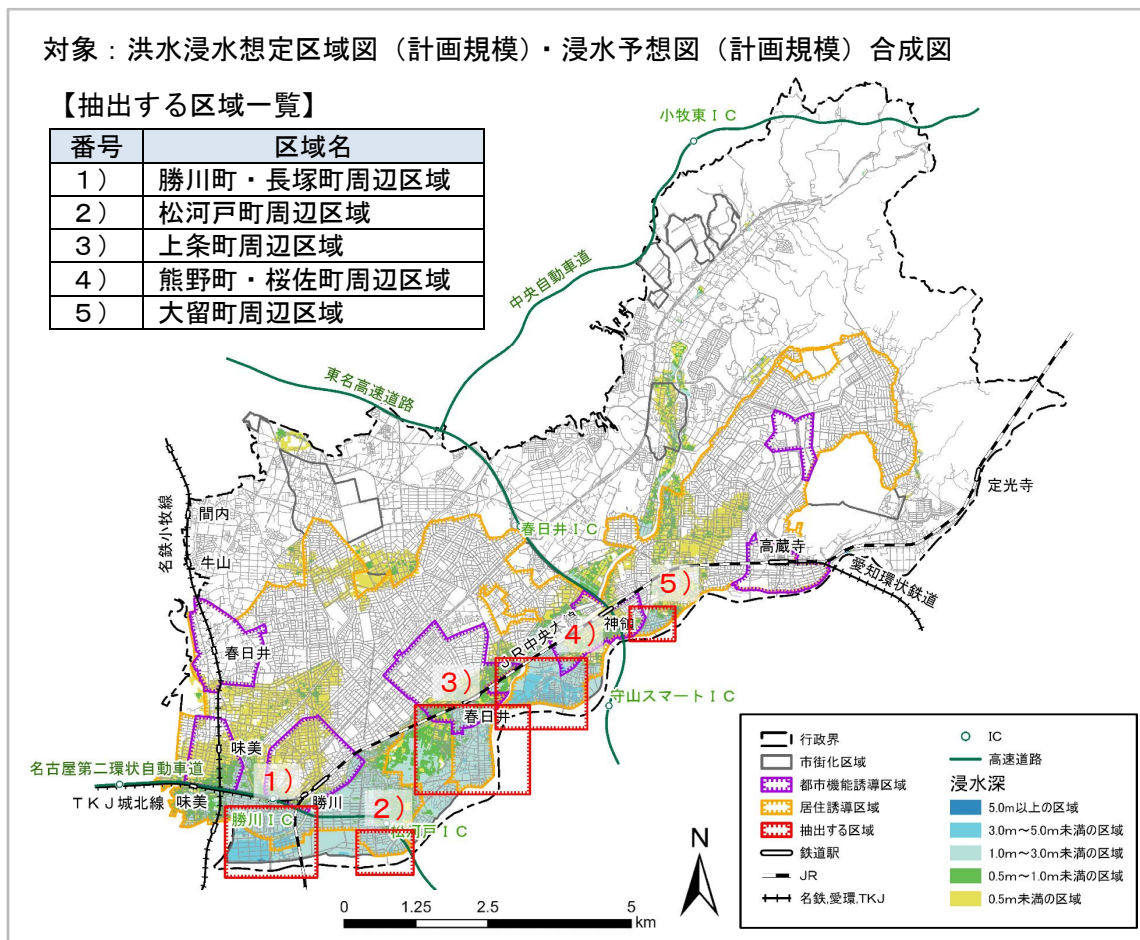 対象：洪水浸水想定区域図（計画規模）・浸水予想図（計画規模）合成図
【抽出する区域一覧】
番号 区域名
１） 勝川町・長塚町周辺区域
２） 松河戸町周辺区域
３） 上条町周辺区域
４） 熊野町・桜佐町周辺区域
５） 大留町周辺区域
小牧東ＩＣ
中央自動車道
東名高速道路
名鉄小牧線
間内
牛山
春日井ＩＣ
定光寺
高蔵寺
愛知環状鉄道
５）
ＪＲ中央本線
４）
神領
春日井
３）
春日井
守山スマートＩＣ
味美
名古屋第二環状自動車道
１）
ＴＫＪ城北線
味美
勝川
２）
勝川ＩＣ
松河戸ＩＣ
N
0 1.25 2.5 5
km
行政界
市街化区域
都市機能誘導区域
居住誘導区域
抽出する区域
鉄道駅
JR
名鉄,愛環,TKJ
IC
高速道路
浸水深
5.0m以上の区域
3.0m～5.0m未満の区域
1.0m～3.0m未満の区域
0.5m～1.0m未満の区域
0.5m未満の区域